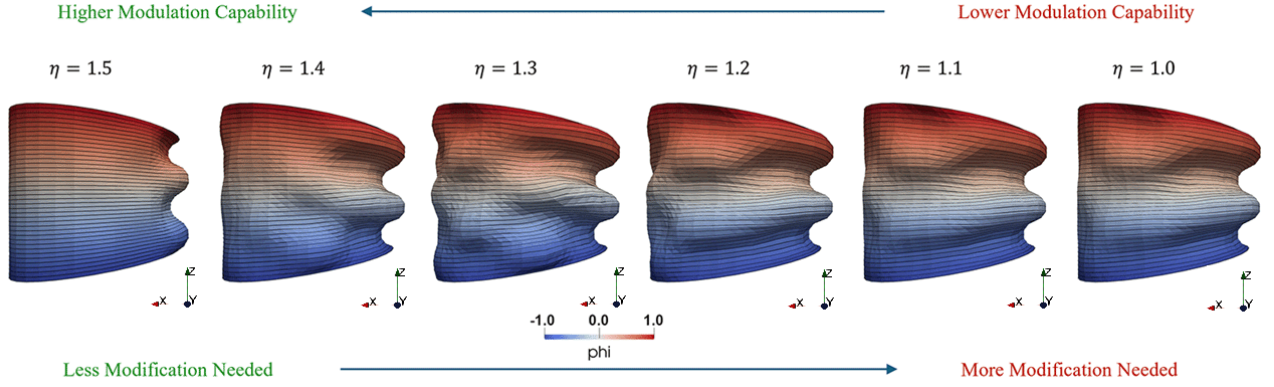 Higher Modulation Capability Lower Modulation Capability
η = 1.5 η = 1.4 η = 1.3 η = 1.2 η = 1.1 η = 1.0
Z Z Z Z Z Z
X Y X Y X Y X Y X Y X Y
-1.0 0.0 1.0
phi
Less Modification Needed More Modification Needed